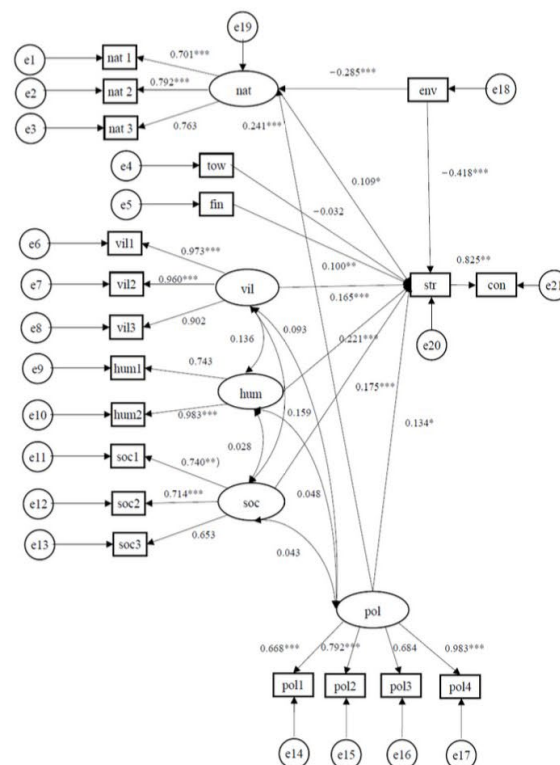 e19
e1
nat 1
0.701***
e2
nat 2
0.792***
nat
−0.285***
env
e18
e3
nat 3
0.763
0.241***
e4
tow
0.109*
−0.418***
−0.032
e5
fin
e6
vil1
0.973***
0.100**
0.825**
e7
vil2
0.960***
vil
0.165***
str
con
e21
e8
vil3
0.902
0.093
0.136
0.221***
e20
e9
hum1
0.743
0.175***
hum
e10
hum2
0.983***
0.159
0.134*
0.028
e11
soc1
0.740**)
e12
soc2
0.714***
soc
0.048
e13
soc3
0.653
0.043
pol
0.668***
0.792***
0.684
0.983***
pol1
pol2
pol3
pol4
e14
e15
e16
e17